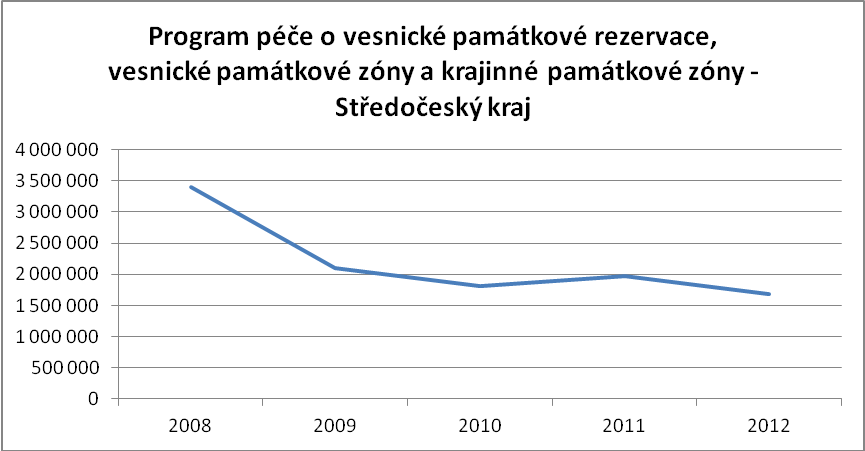 Program péče o vesnické památkové rezervace,
vesnické památkové zóny a krajinné památkové zóny -
Středočeský kraj
4 000 000
3 500 000
3 000 000
2 500 000
2 000 000
1 500 000
1 000 000
500 000
0
2008 2009 2010 2011 2012